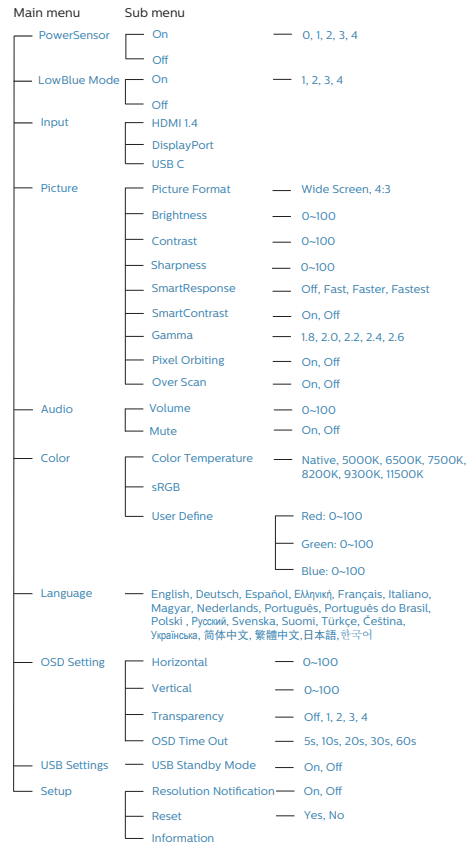 Main menu Sub menu
PowerSensor On 0, 1, 2, 3, 4
Off
LowBlue Mode On 1, 2, 3, 4
Off
Input HDMI 1.4
DisplayPort
USB C
Picture Picture Format Wide Screen, 4:3
Brightness 0~100
Contrast 0~100
Sharpness 0~100
SmartResponse Off, Fast, Faster, Fastest
SmartContrast On, Off
Gamma 1.8, 2.0, 2.2, 2.4, 2.6
Pixel Orbiting On, Off
Over Scan On, Off
Audio Volume 0~100
Mute On, Off
Color Color Temperature Native, 5000K, 6500K, 7500K,
8200K, 9300K, 11500K
sRGB
User Define Red: 0~100
Green: 0~100
Blue: 0~100
Language English, Deutsch, Español, Ελληνική, Français, Italiano,
Magyar, Nederlands, Português, Português do Brasil,
Polski , Русский, Svenska, Suomi, Türkçe, Čeština,
Українська, 简体中文, 繁體中文,日本語,한국어
OSD Setting Horizontal 0~100
Vertical 0~100
Transparency Off, 1, 2, 3, 4
OSD Time Out 5s, 10s, 20s, 30s, 60s
USB Settings USB Standby Mode On, Off
Setup Resolution Notification On, Off
Reset Yes, No
Information